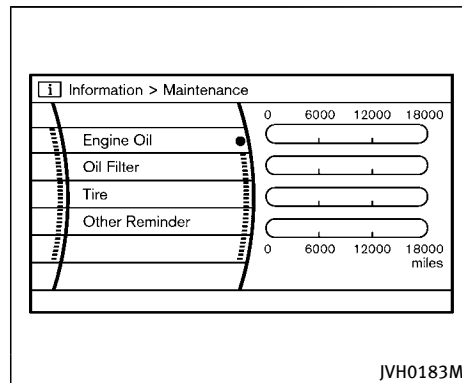 i Information > Maintenance
0 6000 12000 18000
Engine Oil
Oil Filter
Tire
Other Reminder
0 6000 12000 18000
miles
JVH0183M